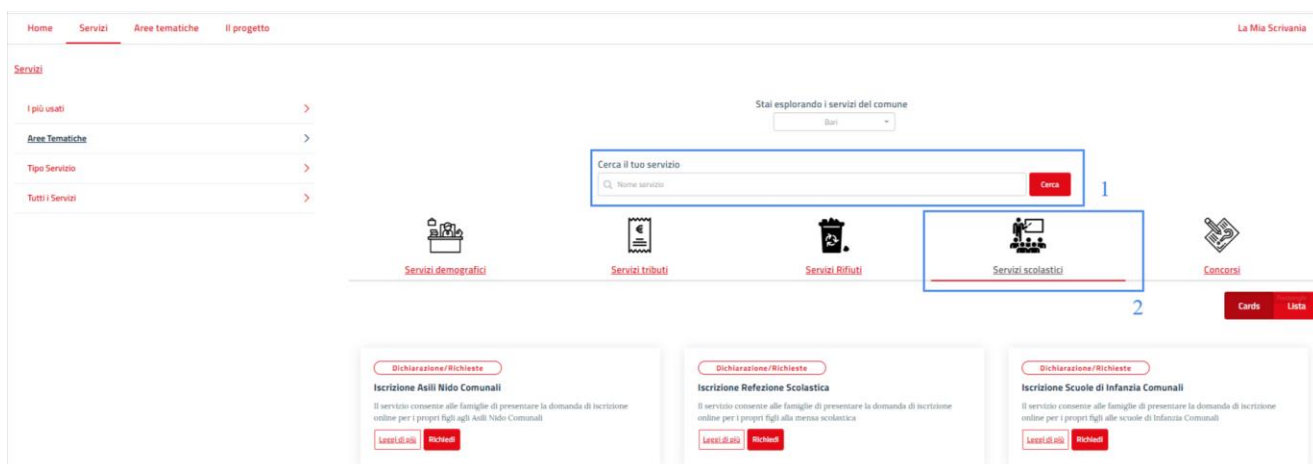 Home Servizi Aree tematiche Il progetto La Mia Scrivania
Servizi
I più usati
Aree Tematiche
Tipo Servizio
Tutti i Servizi
Stai esplorando i servizi del comune
Bari
Cerca il tuo servizio
Nome servizio Cerca
1
Servizi demografici Servizi tributi Servizi Rifiuti Servizi scolastici Concorsi
2
Cards Lista
Dichiarazione/Richieste
Iscrizione Asili Nido Comunali
Il servizio consente alle famiglie di presentare la domanda di iscrizione
online per i propri figli agli Asili Nido Comunali
Leggi di più Richiedi
Dichiarazione/Richieste
Iscrizione Refezione Scolastica
Il servizio consente alle famiglie di presentare la domanda di iscrizione
online per i propri figli alla mensa scolastica
Leggi di più Richiedi
Dichiarazione/Richieste
Iscrizione Scuole di Infanzia Comunali
Il servizio consente alle famiglie di presentare la domanda di iscrizione
online per i propri figli alle scuole di Infanzia Comunali
Leggi di più Richiedi